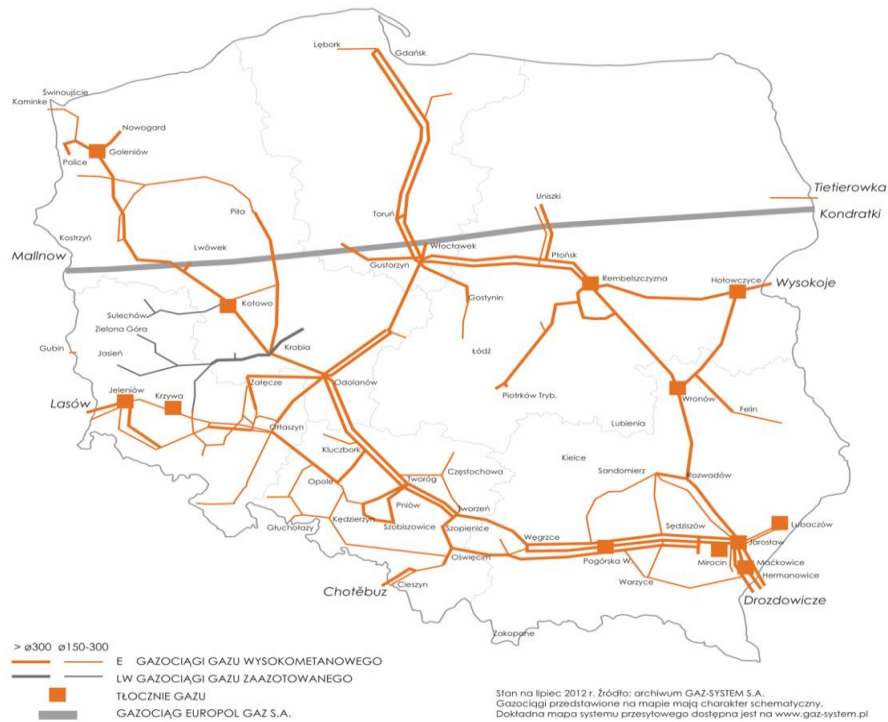 Lębork
Gdańsk
Świnoujście
Kaminke
Nowogard
Police
Goleniów
Tietierowka
Uniszki
Kondratki
Piła
Toruń
Kostrzyń
Mallnow
Lwówek
Włocławek
Gustorzyn
Płońsk
Rembelszczyzna
Hołowczyce
Wysokoje
Gostynin
Kotowo
Sulechów
Zielona Góra
Gubin
Jasień
Krobia
Łódź
Załęcze
Odolanów
Piotrków Tryb.
Wronów
Jeleniów
Krzywa
Lasów
Felin
Lubienia
Ołtaszyn
Kluczbork
Kielce
Częstochowa
Sandomierz
Rozwadów
Opole
Tworóg
Pniów
Tworzeń
Kędzierzyn
Szobiszowice
Szopienice
Głuchołazy
Węgrzce
Sędziszów
Lubaczów
Jarosław
Oświęcim
Pogórska W.
Mirocin
Maćkowice
Hermanowice
Warzyce
Cieszyn
Chotěbuz
Drozdowicze
Zakopane
> ø300 ø150-300
E GAZOCIĄGI GAZU WYSOKOMETANOWEGO
LW GAZOCIĄGI GAZU ZAAZOTOWANEGO
TŁOCZNIE GAZU
GAZOCIĄG EUROPOL GAZ S.A.
Stan na lipiec 2012 r. Źródło: archiwum GAZ-SYSTEM S.A.
Gazociągi przedstawione na mapie mają charakter schematyczny.
Dokładna mapa systemu przesyłowego dostępna jest na www.gaz-system.pl